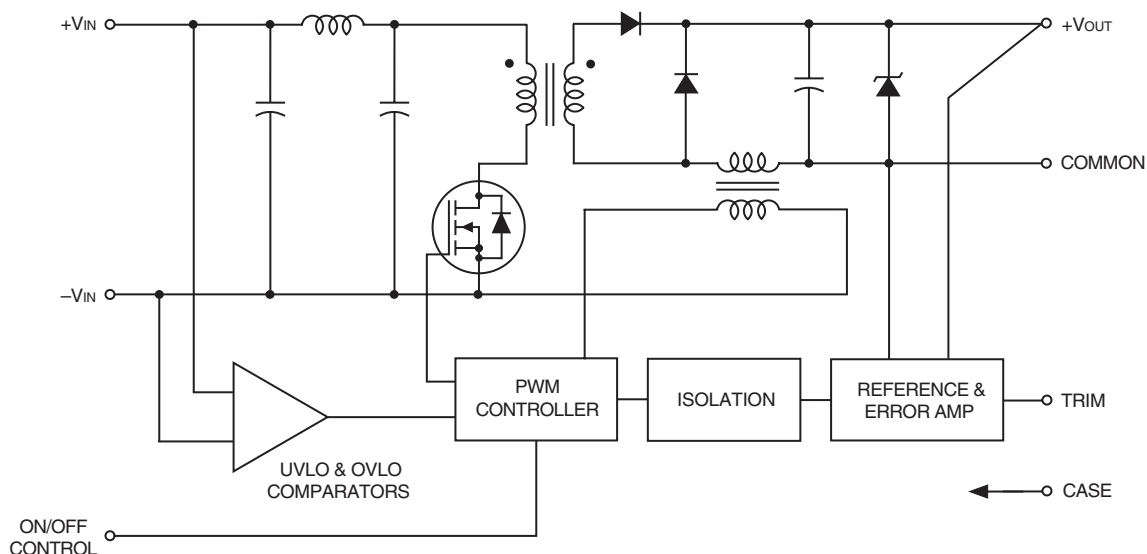 +VIN
+VOUT
COMMON
–VIN
PWM
CONTROLLER
ISOLATION
REFERENCE &
ERROR AMP
TRIM
UVLO & OVLO
COMPARATORS
CASE
ON/OFF
CONTROL